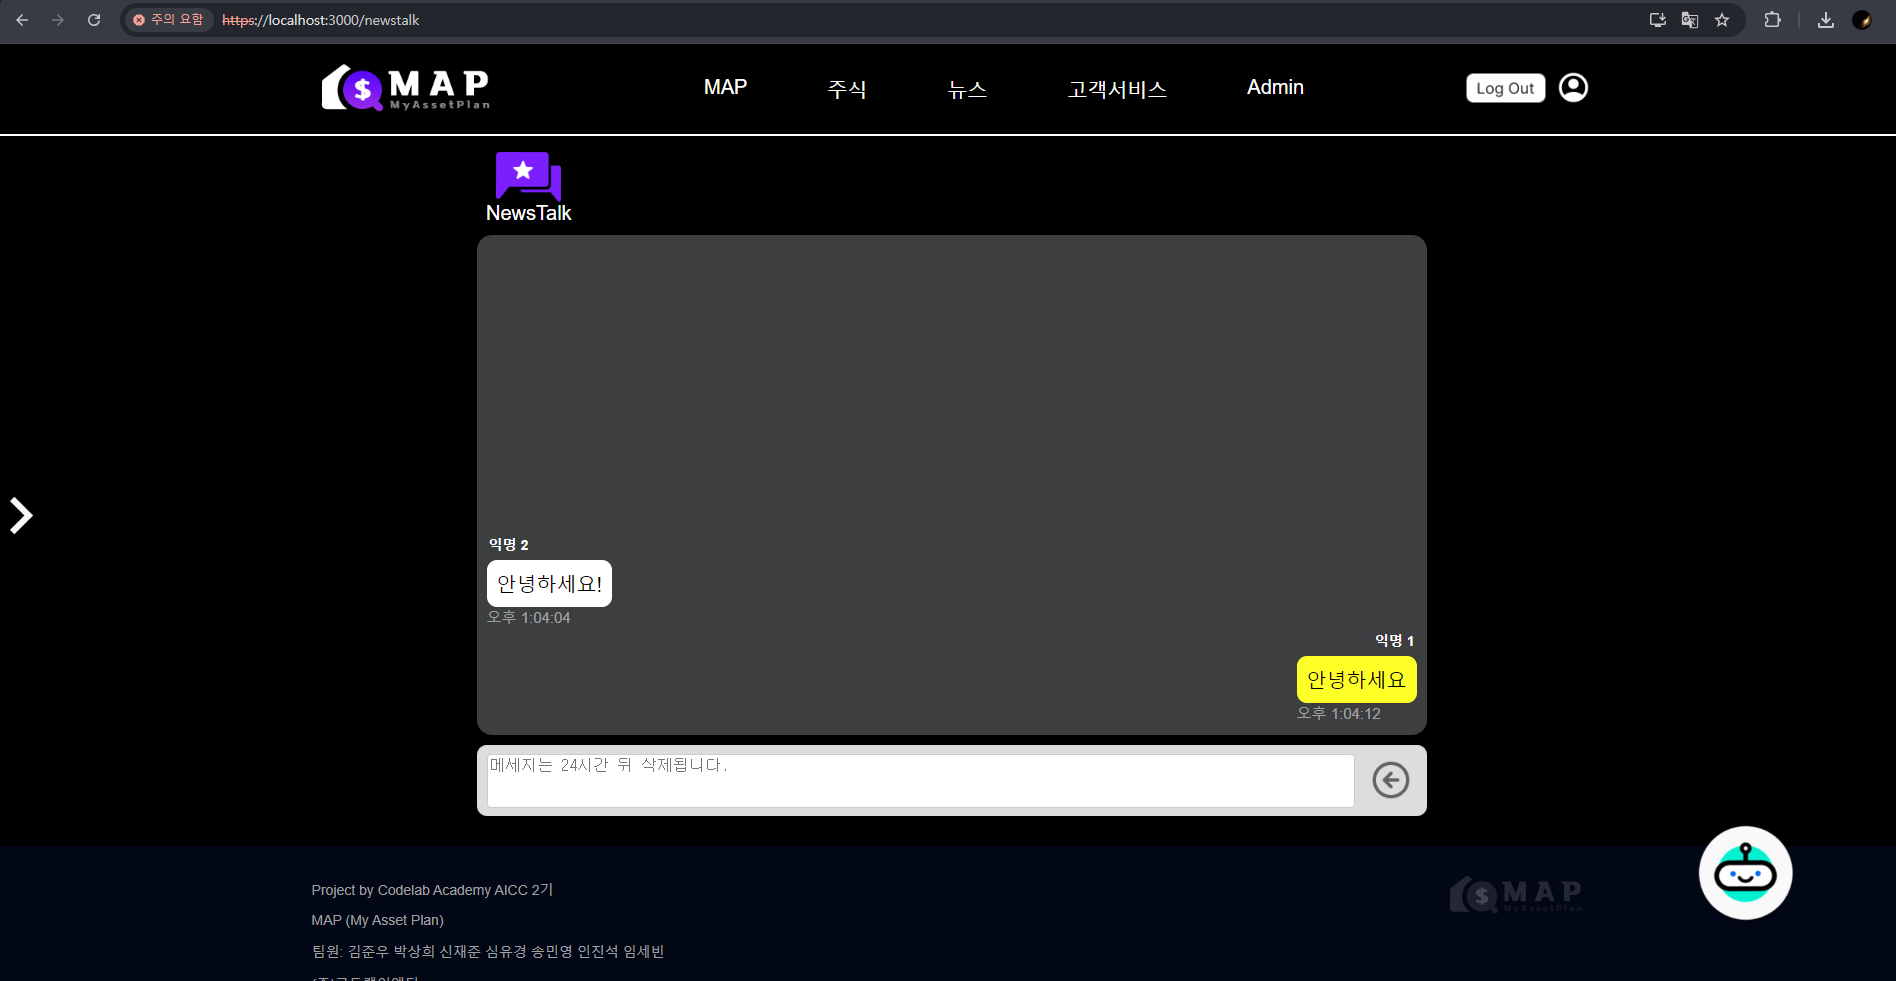 주의 요함 https://localhost:3000/newstalk
MAP
MyAssetPlan
MAP 주식 뉴스 고객서비스 Admin
Log Out
NewsTalk
익명 2
안녕하세요!
오후 1:04:04
익명 1
안녕하세요
오후 1:04:12
메세지는 24시간 뒤 삭제됩니다.
Project by Codelab Academy AICC 2기
MAP
MyAssetPlan
MAP (My Asset Plan)
팀원: 김준우 박상희 신재준 심유경 송민영 인진석 임세빈